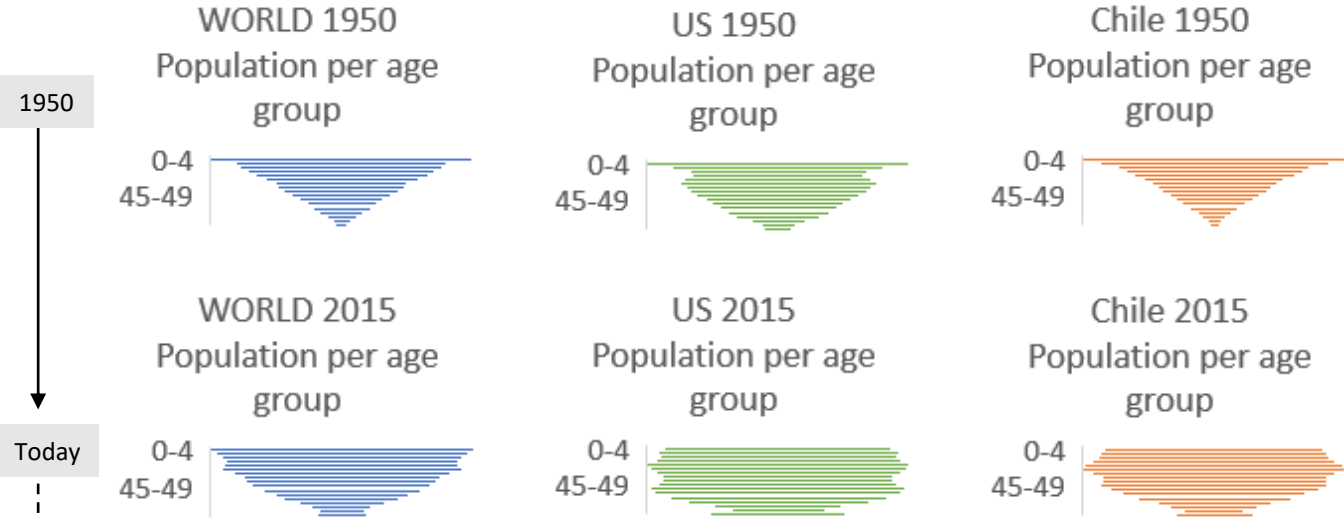 WORLD 1950
Population per age
group
0-4
45-49
US 1950
Population per age
group
0-4
45-49
Chile 1950
Population per age
group
0-4
45-49
1950
WORLD 2015
Population per age
group
0-4
45-49
US 2015
Population per age
group
0-4
45-49
Chile 2015
Population per age
group
0-4
45-49
Today